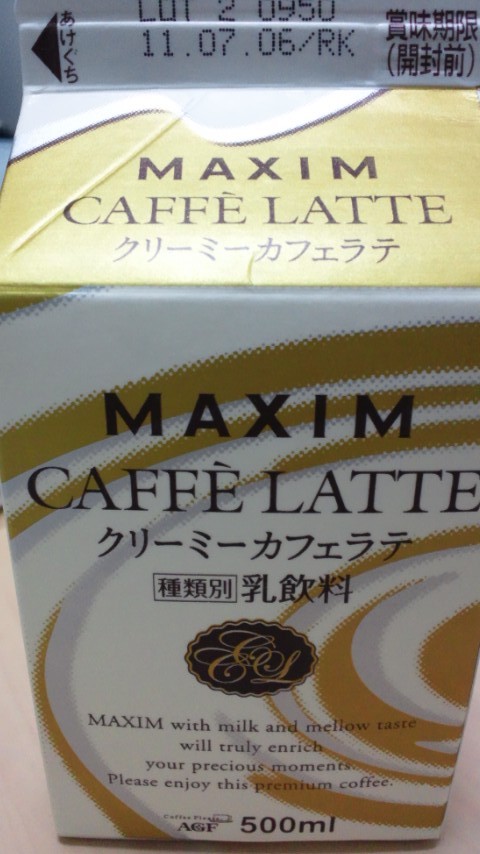 あけぐち
LOT 2 0950
11.07.06/RK
賞味期限
(開封前)
MAXIM
CAFFÈ LATTE
クリーミーカフェラテ
MAXIM
CAFFÈ LATTE
クリーミーカフェラテ
種類別 乳飲料
MAXIM with milk and mellow taste
will truly enrich
your precious moments.
Please enjoy this premium coffee.
AGF 500ml